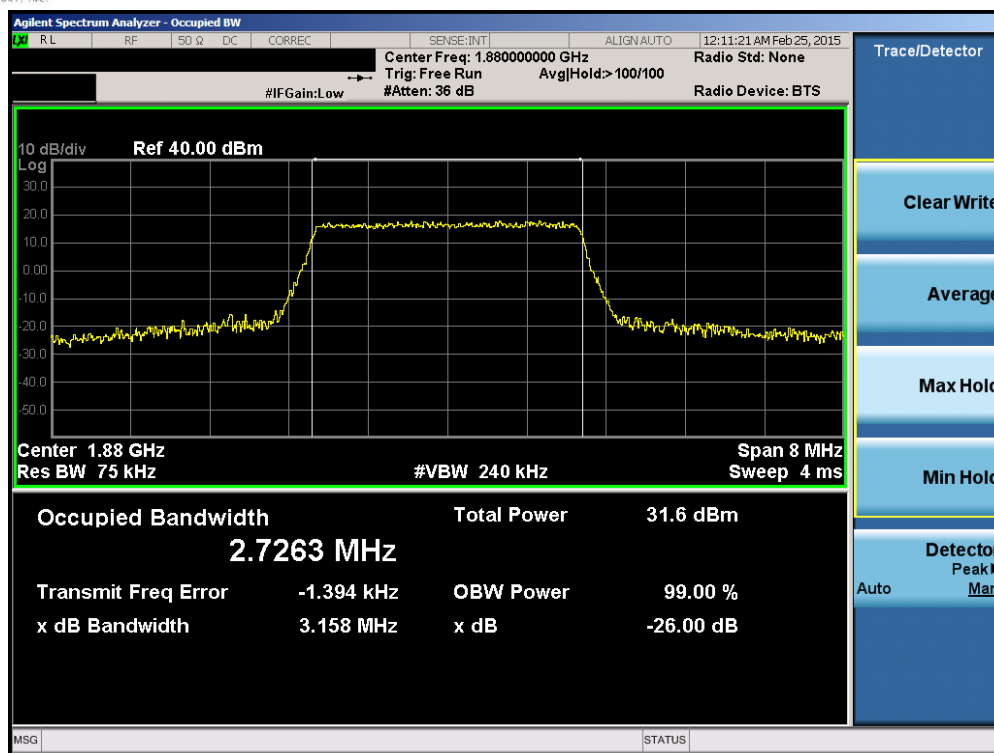 Agilent Spectrum Analyzer - Occupied BW
LXI RL RF 50 Ω DC CORREC SENSE:INT ALIGN AUTO 12:11:21 AM Feb 25, 2015
Center Freq: 1.880000000 GHz Radio Std: None
Trig: Free Run Avg|Hold:>100/100
#IFGain:Low #Atten: 36 dB Radio Device: BTS
Trace/Detector
10 dB/div Ref 40.00 dBm
Log
30.0
20.0
10.0
0.00
-10.0
-20.0
-30.0
-40.0
-50.0
Center 1.88 GHz Span 8 MHz
Res BW 75 kHz #VBW 240 kHz Sweep 4 ms
Occupied Bandwidth Total Power 31.6 dBm
2.7263 MHz
Transmit Freq Error -1.394 kHz OBW Power 99.00 %
x dB Bandwidth 3.158 MHz x dB -26.00 dB
Clear Write
Average
Max Hold
Min Hold
Detector
Peak
Auto Man
MSG STATUS